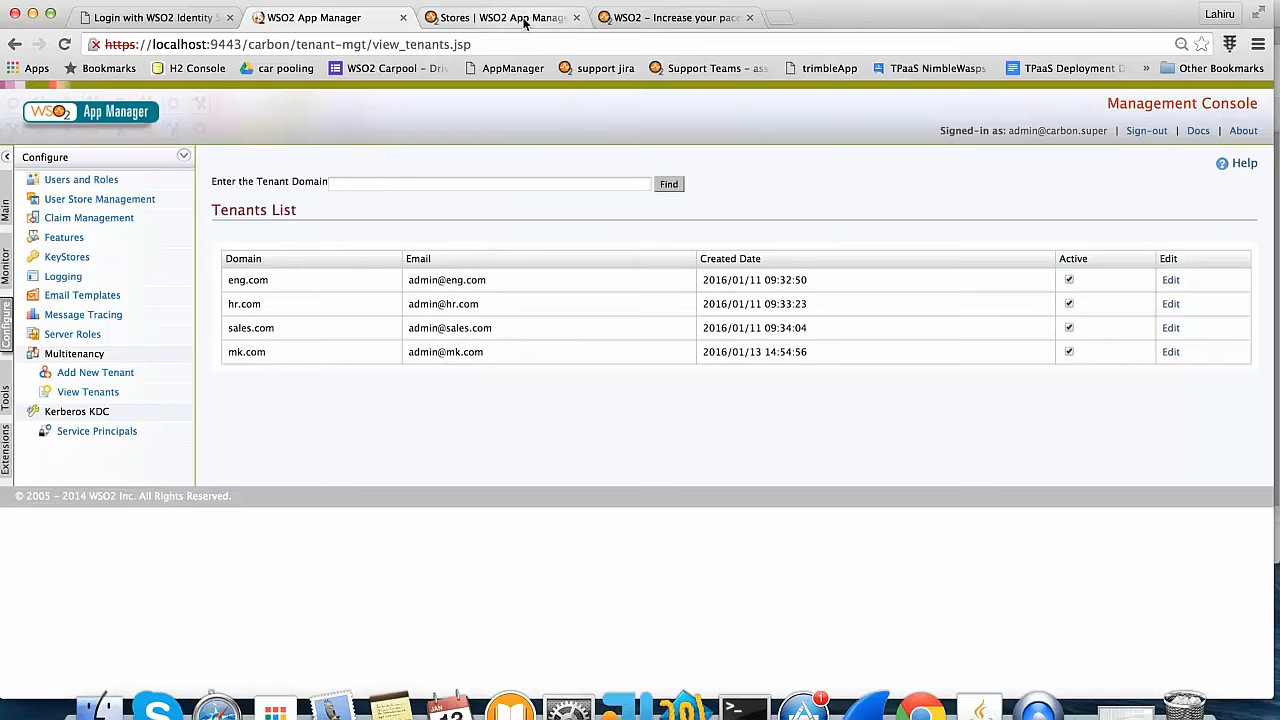 Login with WSO2 Identity S
WSO2 App Manager
Stores | WSO2 App Manage
WSO2 – Increase your pac
Lahiru
https://localhost:9443/carbon/tenant-mgt/view_tenants.jsp
Apps
Bookmarks
H2 Console
car pooling
WSO2 Carpool – Dri
AppManager
support jira
Support Teams – ass
trimbleApp
TPaaS NimbleWasps
TPaaS Deployment D
»
Other Bookmarks
WSO2 App Manager
Management Console
Signed-in as: admin@carbon.super | Sign-out | Docs | About
Configure
Help
Main
Monitor
Configure
Tools
Extensions
Users and Roles
User Store Management
Claim Management
Features
KeyStores
Logging
Email Templates
Message Tracing
Server Roles
Multitenancy
Add New Tenant
View Tenants
Kerberos KDC
Service Principals
Enter the Tenant Domain
Find
Tenants List
Domain Email Created Date Active Edit
eng.com admin@eng.com 2016/01/11 09:32:50 Edit
hr.com admin@hr.com 2016/01/11 09:33:23 Edit
sales.com admin@sales.com 2016/01/11 09:34:04 Edit
mk.com admin@mk.com 2016/01/13 14:54:56 Edit
© 2005 – 2014 WSO2 Inc. All Rights Reserved.
JAN
1